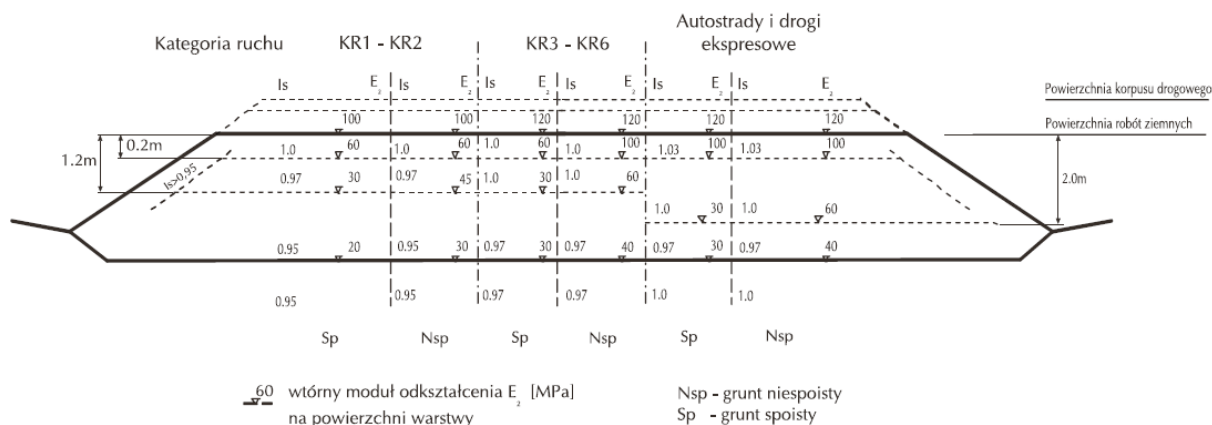 Kategoria ruchu KR1 - KR2 KR3 - KR6 Autostrady i drogi
ekspresowe
Is E₂ Is E₂ Is E₂ Is E₂ Is E₂ Is E₂
Powierzchnia korpusu drogowego
100 100 120 120 120 120
Powierzchnia robót ziemnych
0.2m
1.2m
1.0 60 1.0 60 1.0 60 1.0 100 1.03 100 1.03 100
Is>0,95
0.97 30 0.97 45 1.0 30 1.0 60
2.0m
1.0 30 1.0 60
0.95 20 0.95 30 0.97 30 0.97 40 0.97 30 0.97 40
0.95 0.95 0.97 0.97 1.0 1.0
Sp Nsp Sp Nsp Sp Nsp
60 wtórny moduł odkształcenia E₂ [MPa]
na powierzchni warstwy
Nsp - grunt niespoisty
Sp - grunt spoisty